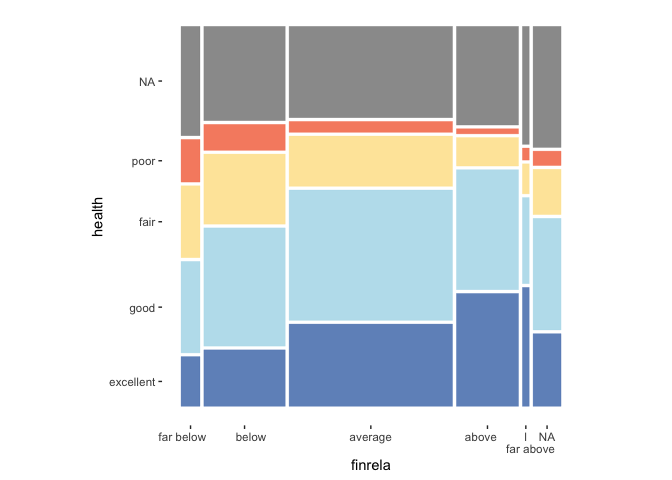 NA
poor
fair
good
excellent
health
far below
below
average
above
I
NA
far above
finrela